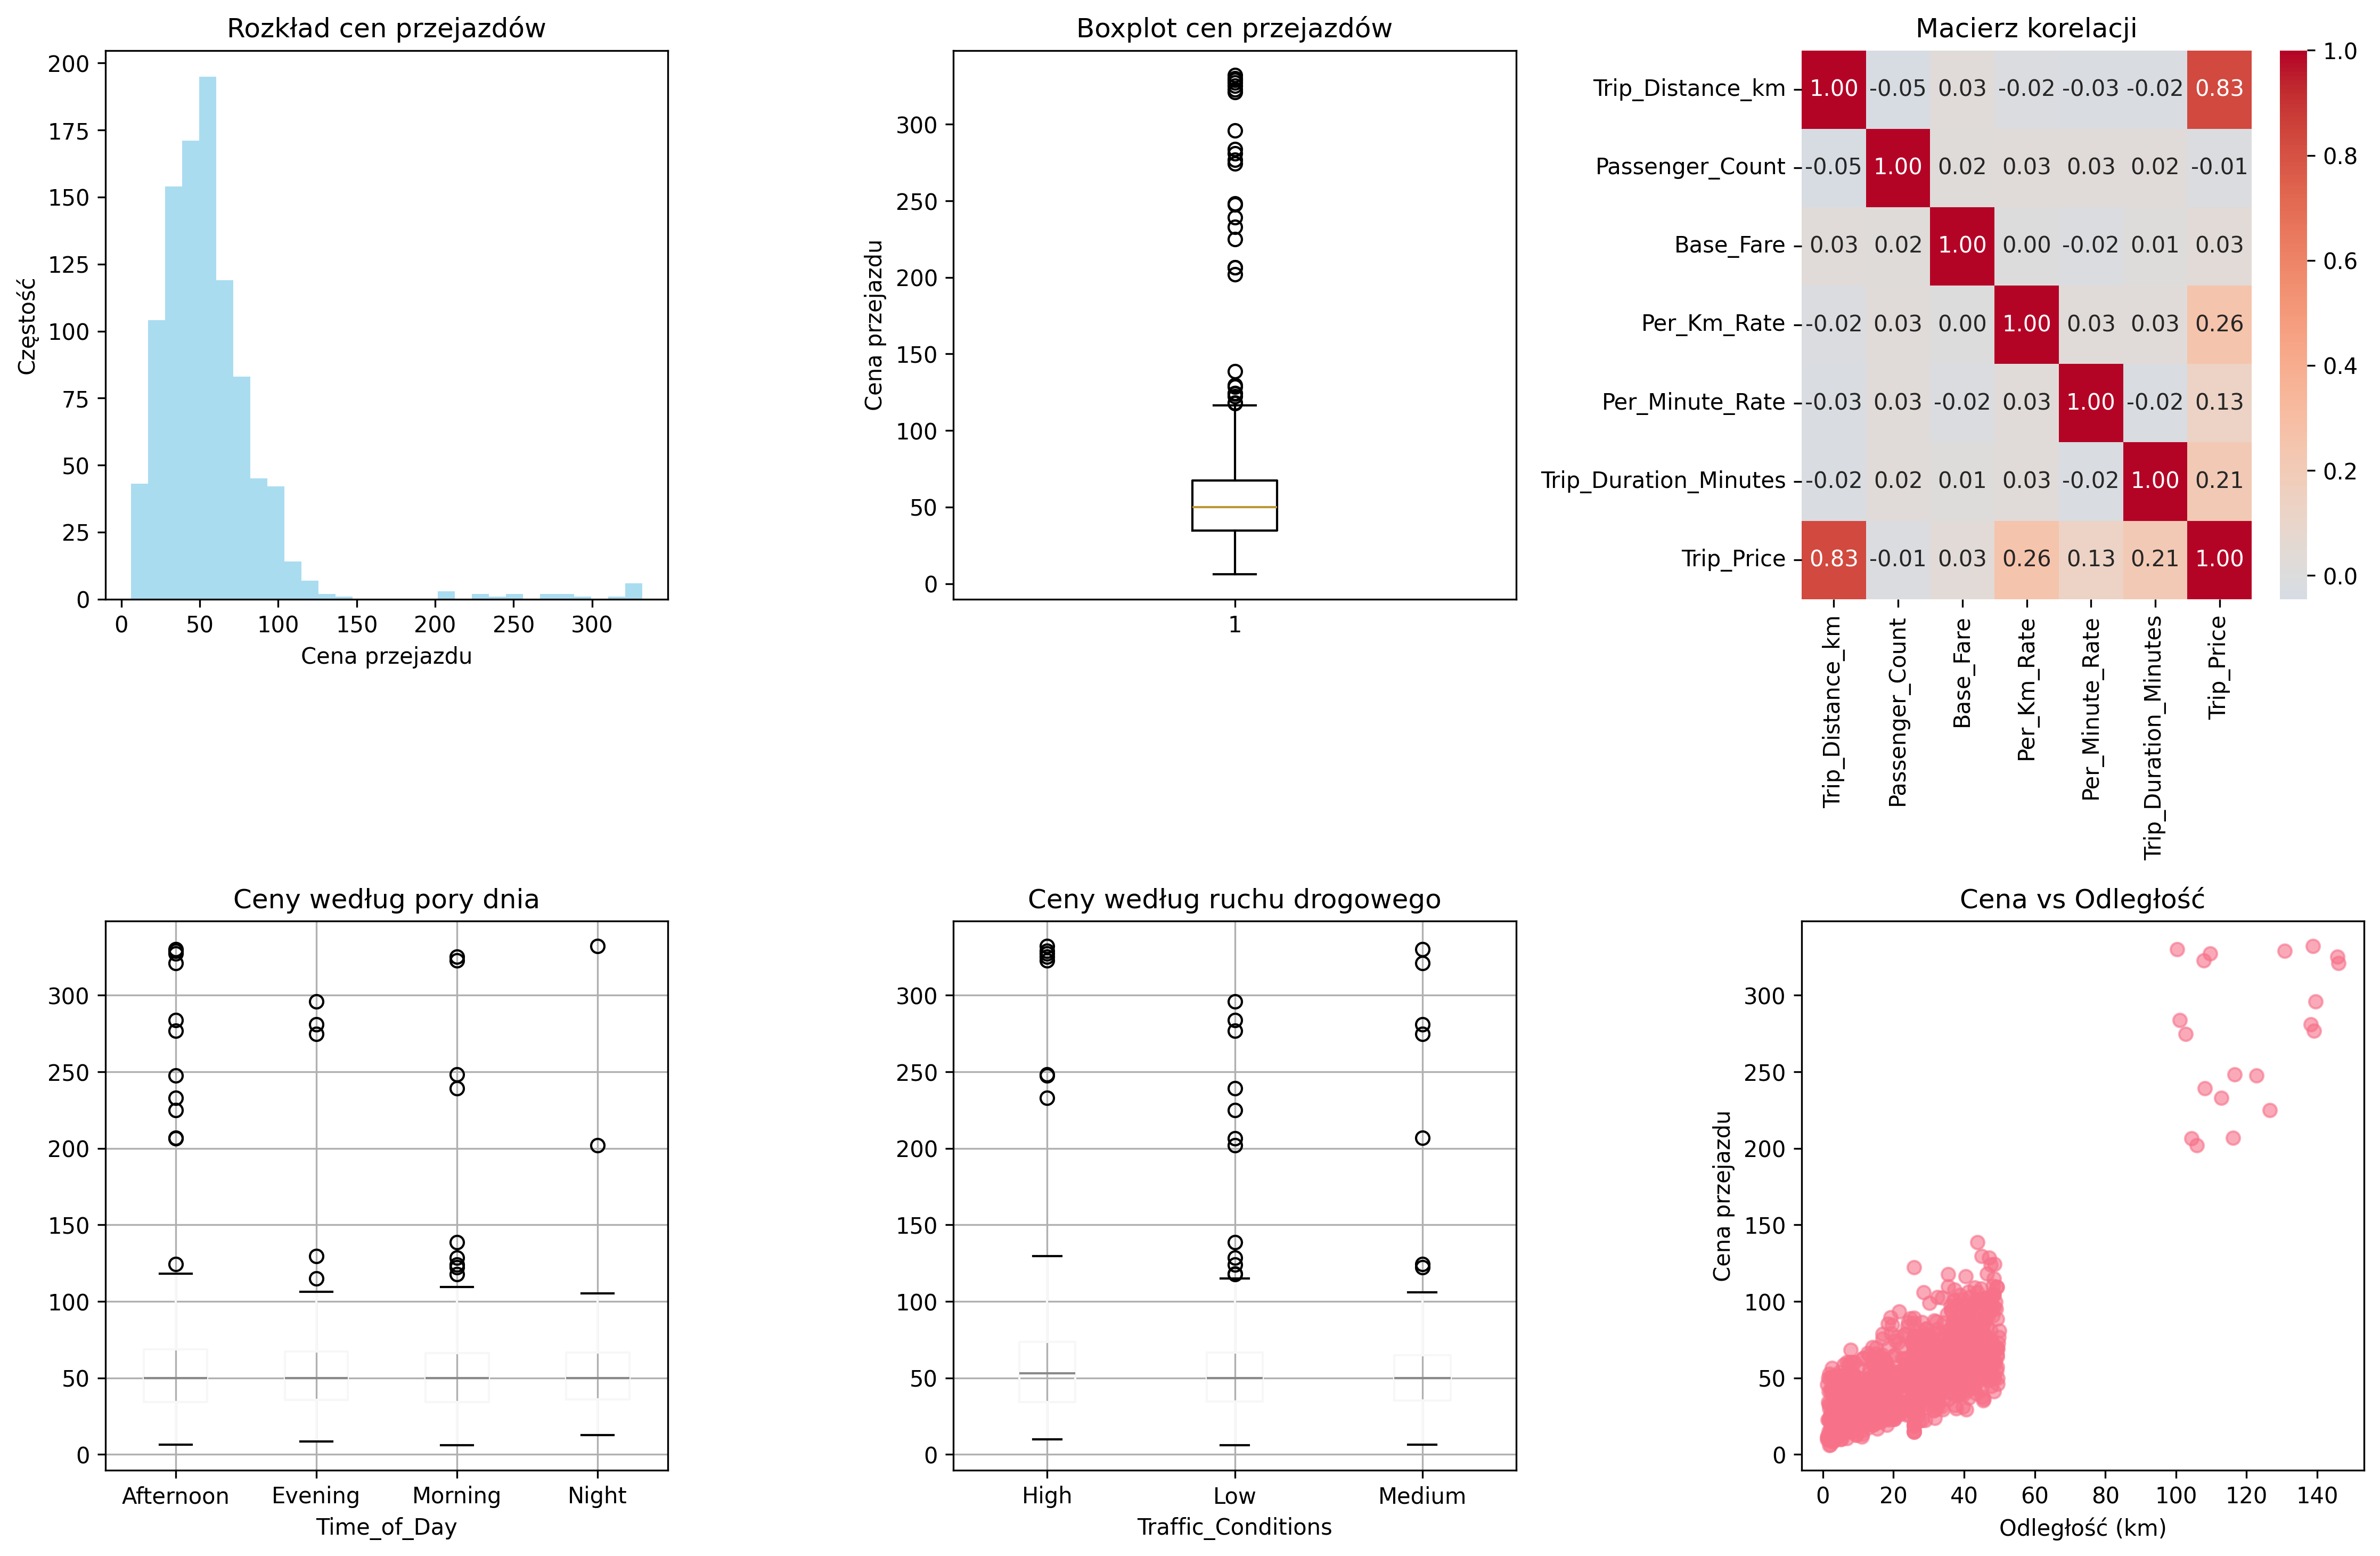 Rozkład cen przejazdów
200
175
150
125
100
75
50
25
0
Częstość
0 50 100 150 200 250 300
Cena przejazdu
Boxplot cen przejazdów
300
250
200
150
100
50
0
Cena przejazdu
1
Macierz korelacji
Trip_Distance_km 1.00 -0.05 0.03 -0.02 -0.03 -0.02 0.83
Passenger_Count -0.05 1.00 0.02 0.03 0.03 0.02 -0.01
Base_Fare 0.03 0.02 1.00 0.00 -0.02 0.01 0.03
Per_Km_Rate -0.02 0.03 0.00 1.00 0.03 0.03 0.26
Per_Minute_Rate -0.03 0.03 -0.02 0.03 1.00 -0.02 0.13
Trip_Duration_Minutes -0.02 0.02 0.01 0.03 -0.02 1.00 0.21
Trip_Price 0.83 -0.01 0.03 0.26 0.13 0.21 1.00
Trip_Distance_km
Passenger_Count
Base_Fare
Per_Km_Rate
Per_Minute_Rate
Trip_Duration_Minutes
Trip_Price
1.0
0.8
0.6
0.4
0.2
0.0
Ceny według pory dnia
300
250
200
150
100
50
0
Afternoon Evening Morning Night
Time_of_Day
Ceny według ruchu drogowego
300
250
200
150
100
50
0
High Low Medium
Traffic_Conditions
Cena vs Odległość
300
250
200
150
100
50
0
Cena przejazdu
0 20 40 60 80 100 120 140
Odległość (km)